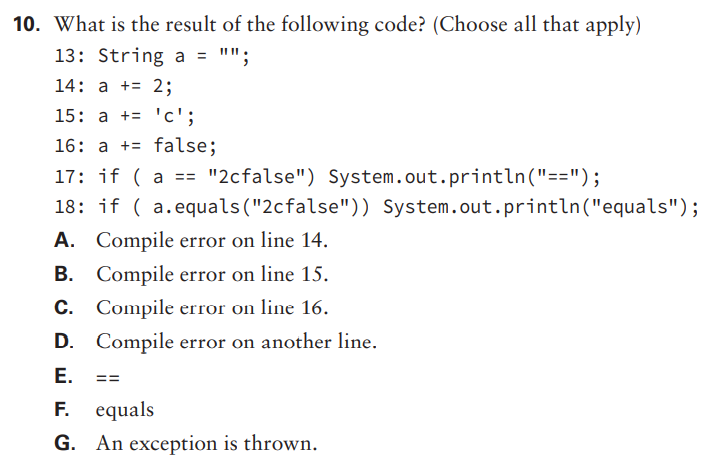 10. What is the result of the following code? (Choose all that apply)
13: String a = "";
14: a += 2;
15: a += 'c';
16: a += false;
17: if ( a == "2cfalse") System.out.println("==");
18: if ( a.equals("2cfalse")) System.out.println("equals");
A. Compile error on line 14.
B. Compile error on line 15.
C. Compile error on line 16.
D. Compile error on another line.
E. ==
F. equals
G. An exception is thrown.